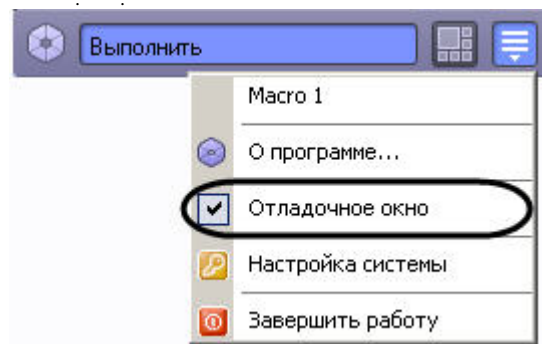 Выполнить
Macro 1
О программе...
Отладочное окно
Настройка системы
Завершить работу